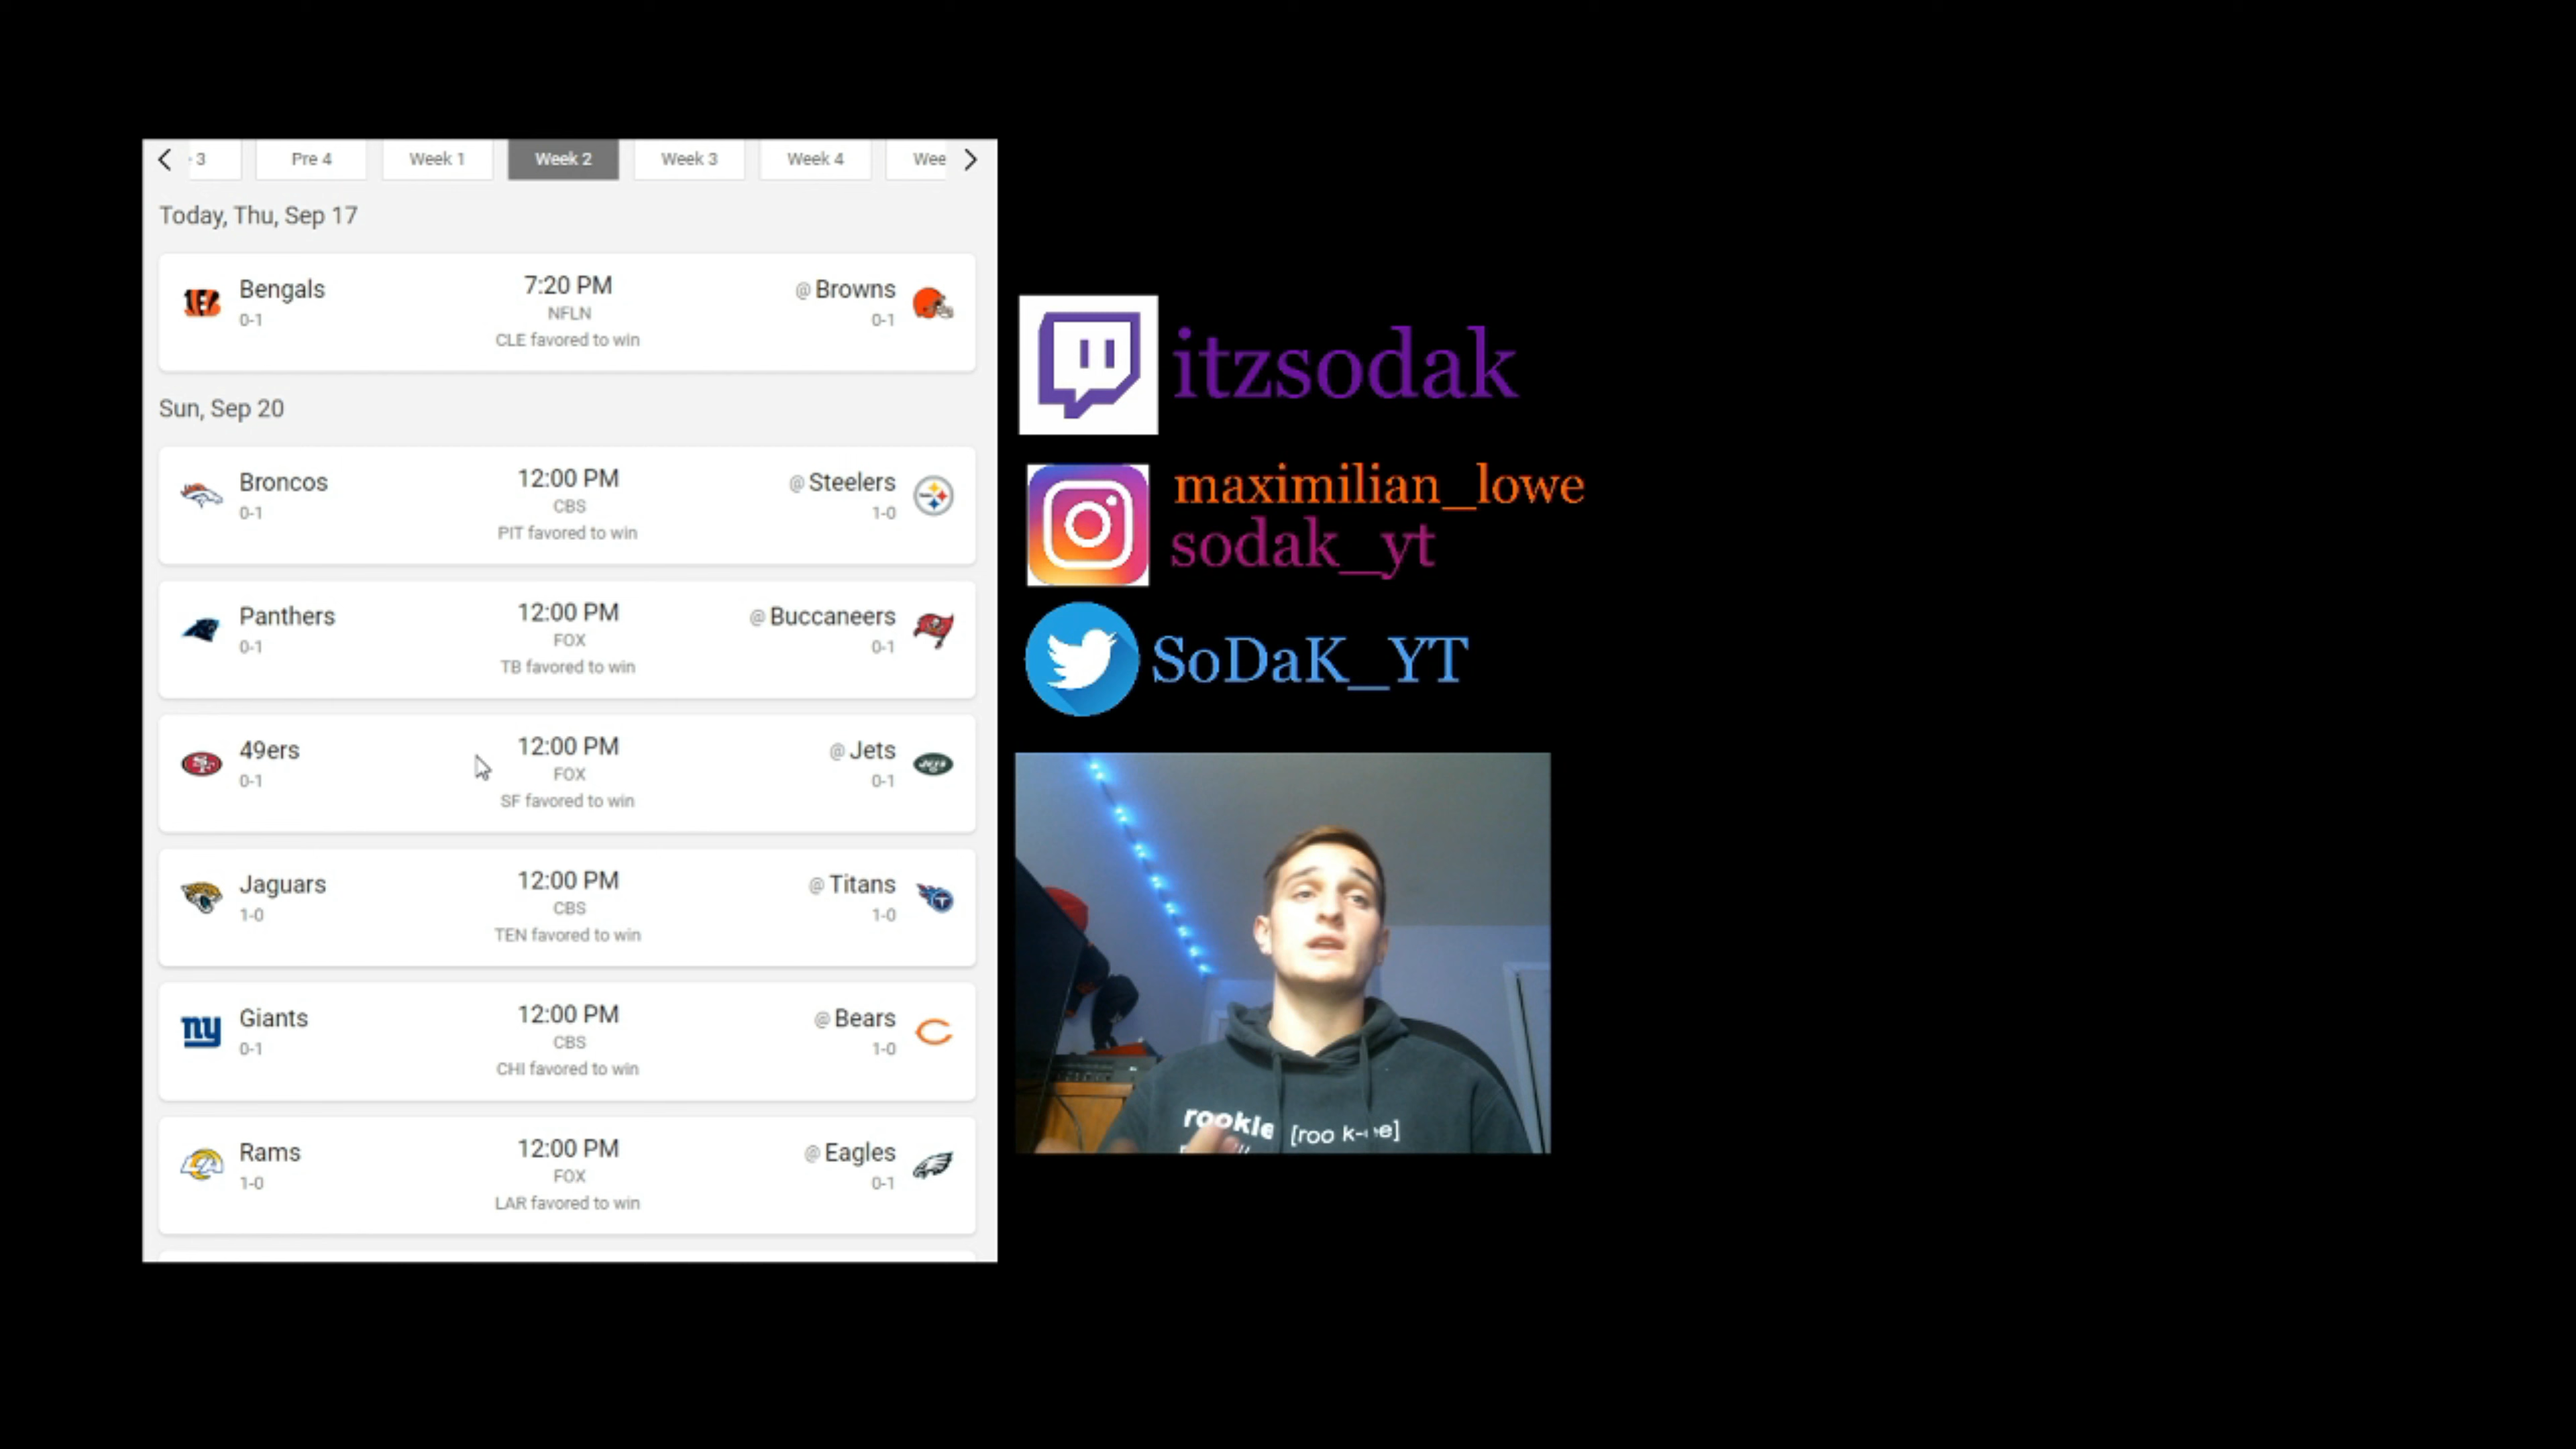 3
Pre 4
Week 1
Week 2
Week 3
Week 4
Wee
Today, Thu, Sep 17
Bengals
0-1
7:20 PM
NFLN
CLE favored to win
@ Browns
0-1
Sun, Sep 20
Broncos
0-1
12:00 PM
CBS
PIT favored to win
@ Steelers
1-0
Panthers
0-1
12:00 PM
FOX
TB favored to win
@ Buccaneers
0-1
49ers
0-1
12:00 PM
FOX
SF favored to win
@ Jets
0-1
Jaguars
1-0
12:00 PM
CBS
TEN favored to win
@ Titans
1-0
Giants
0-1
12:00 PM
CBS
CHI favored to win
@ Bears
1-0
Rams
1-0
12:00 PM
FOX
LAR favored to win
@ Eagles
0-1
itzsodak
maximilian_lowe
sodak_yt
SoDaK_YT
rookie [rook-ee]